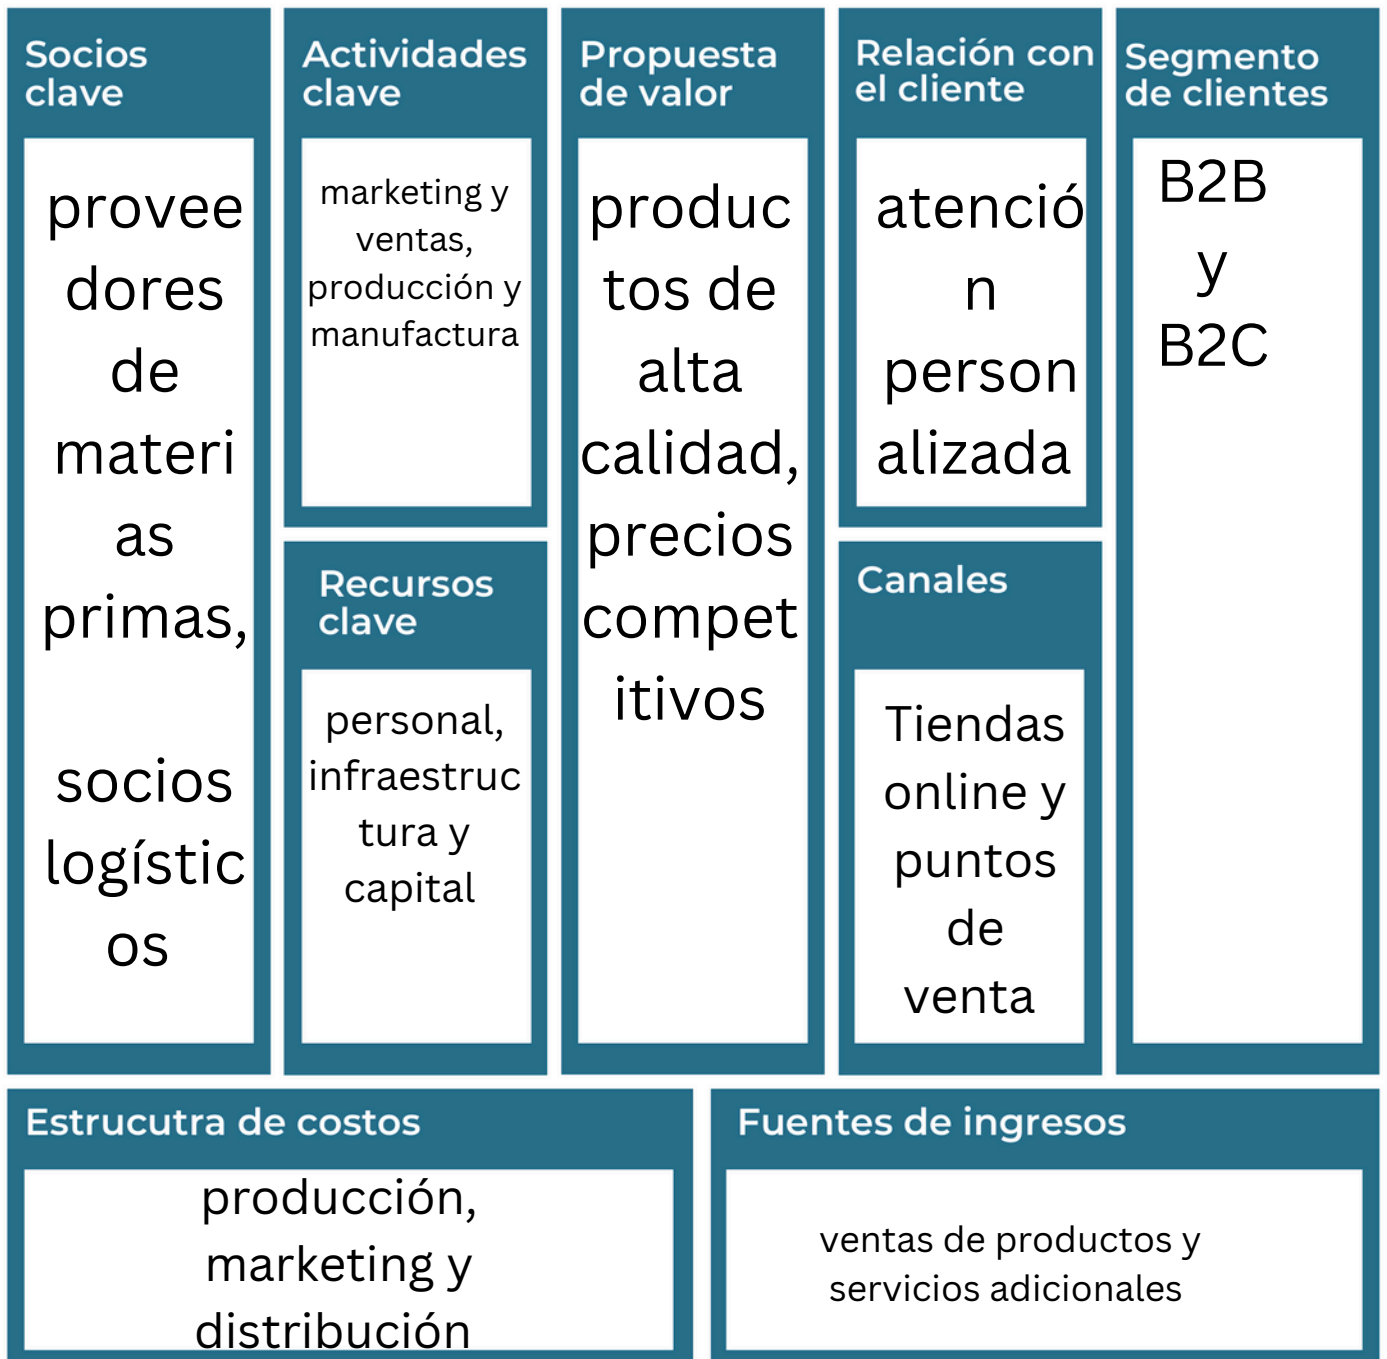 Socios
clave
provee
dores
de
materi
as
primas,
socios
logístic
os
Actividades
clave
marketing y
ventas,
producción y
manufactura
Recursos
clave
personal,
infraestruc
tura y
capital
Propuesta
de valor
produc
tos de
alta
calidad,
precios
compet
itivos
Relación con
el cliente
atenció
n
person
alizada
Canales
Tiendas
online y
puntos
de
venta
Segmento
de clientes
B2B
y
B2C
Estrucutra de costos
producción,
marketing y
distribución
Fuentes de ingresos
ventas de productos y
servicios adicionales